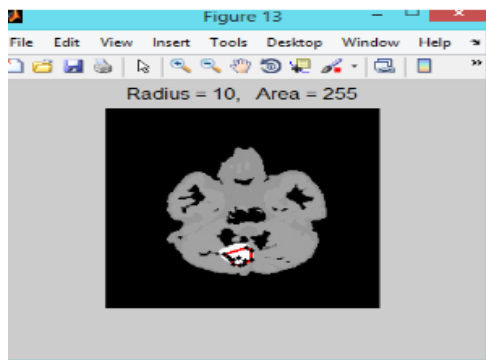 Figure 13
File Edit View Insert Tools Desktop Window Help
Radius = 10, Area = 255